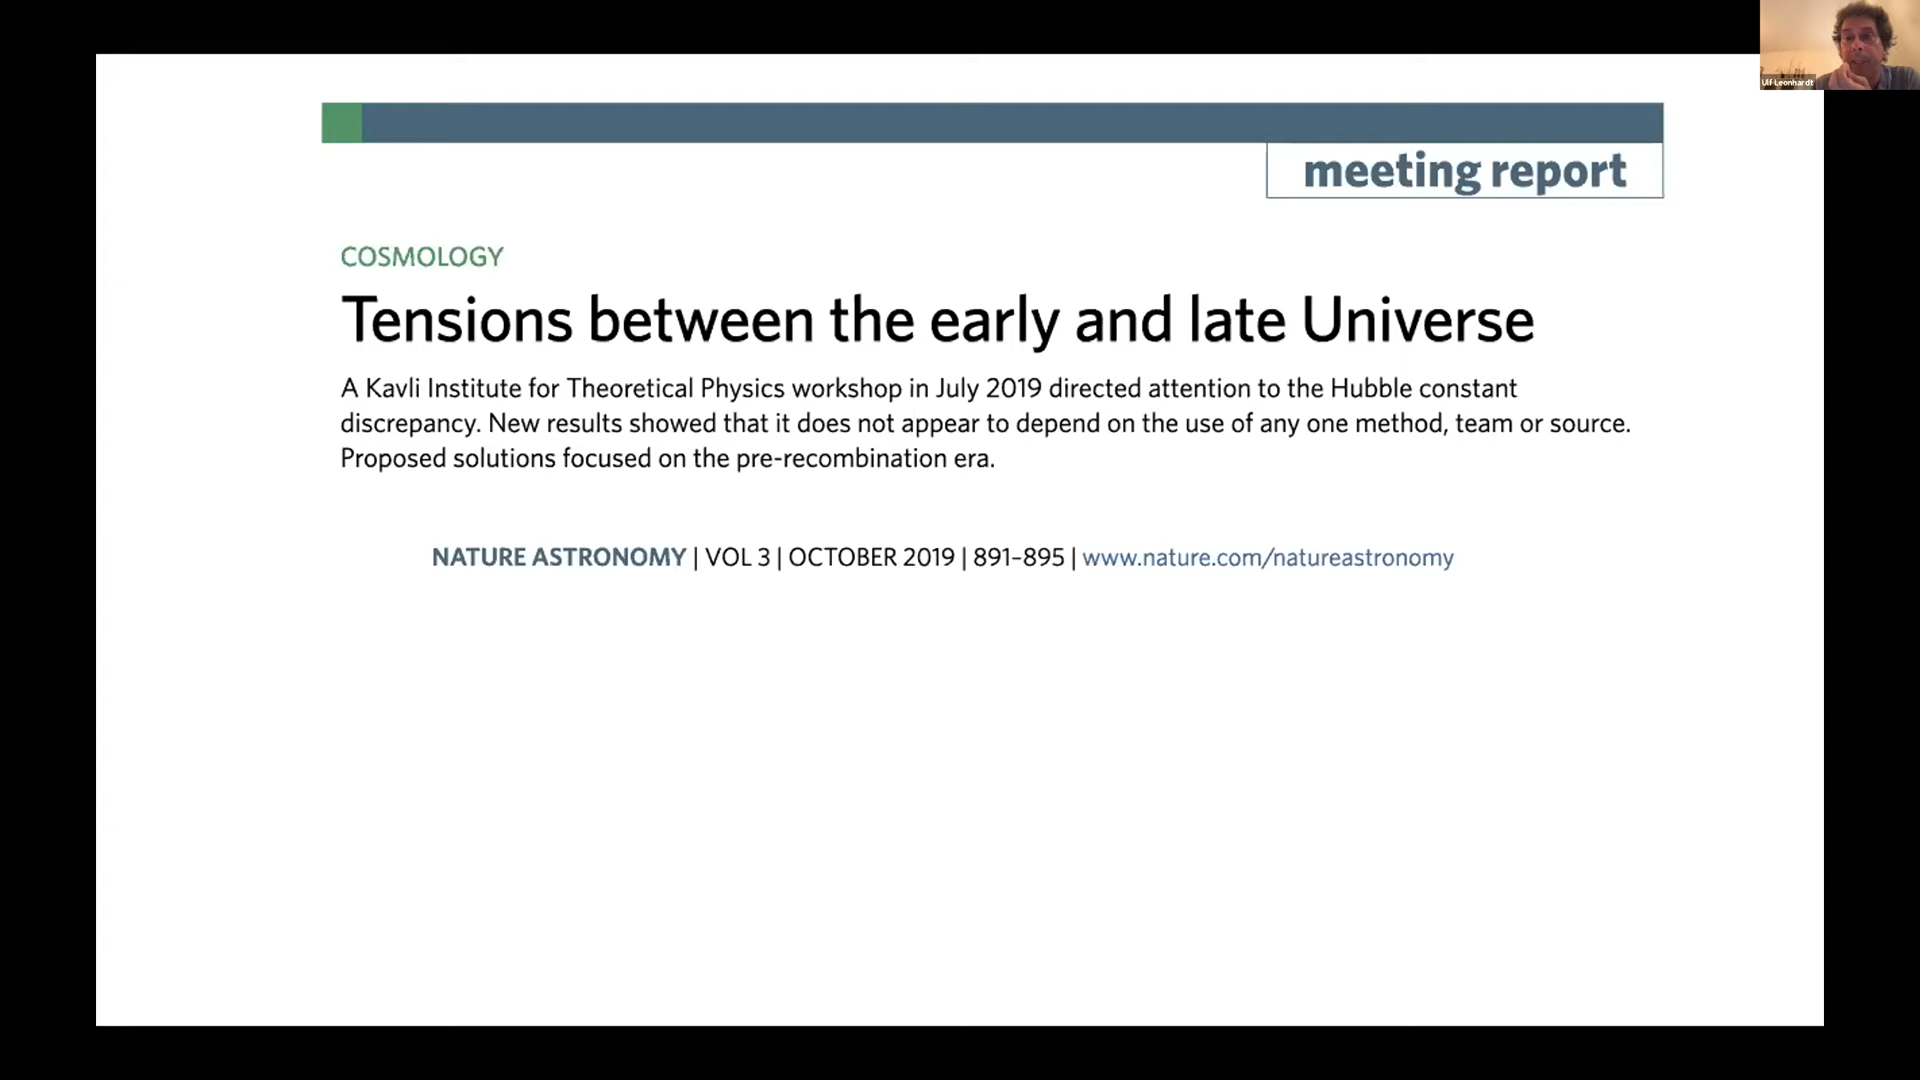 Ulf Leonhardt
meeting report
COSMOLOGY
Tensions between the early and late Universe
A Kavli Institute for Theoretical Physics workshop in July 2019 directed attention to the Hubble constant
discrepancy. New results showed that it does not appear to depend on the use of any one method, team or source.
Proposed solutions focused on the pre-recombination era.
NATURE ASTRONOMY | VOL 3 | OCTOBER 2019 | 891–895 | www.nature.com/natureastronomy